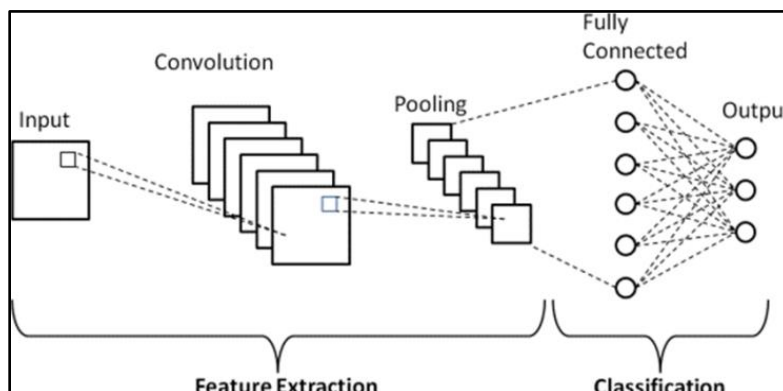 Fully
Connected
Convolution
Pooling
Input
Outpu
Feature Extraction
Classification